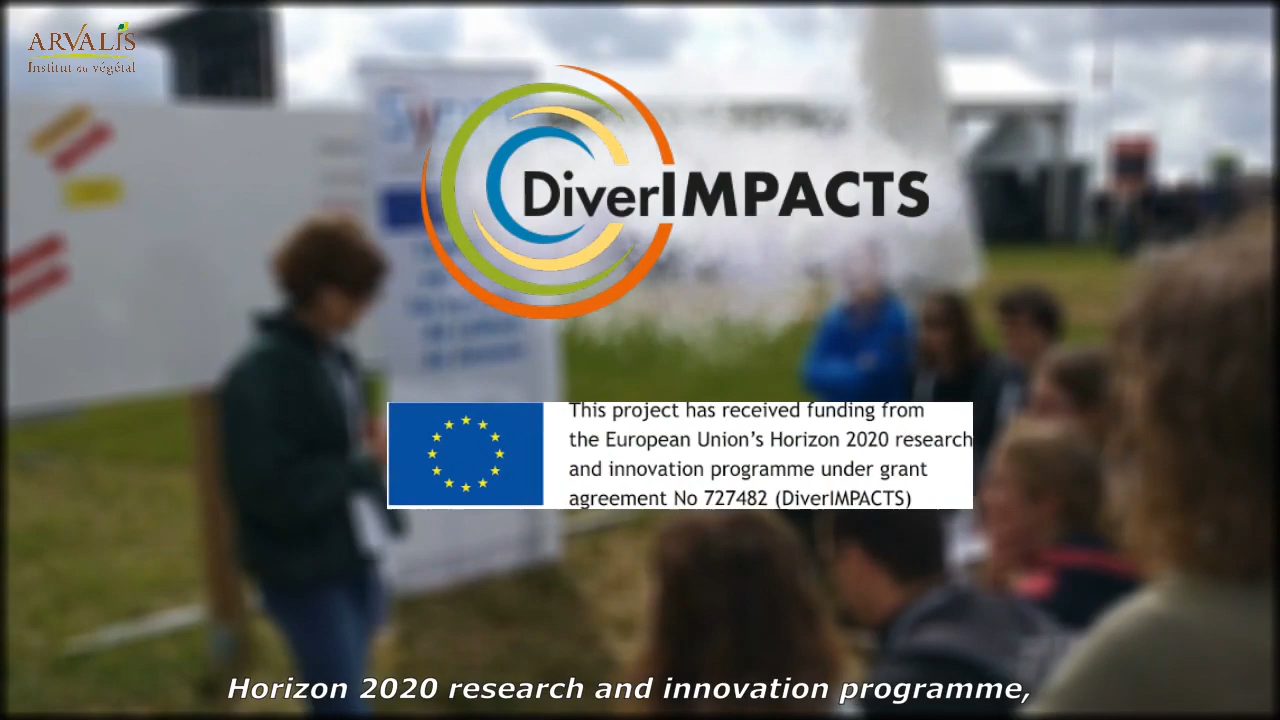 ARVALIS
Institut du végétal
DiverIMPACTS
This project has received funding from
the European Union's Horizon 2020 research
and innovation programme under grant
agreement No 727482 (DiverIMPACTS)
Horizon 2020 research and innovation programme,